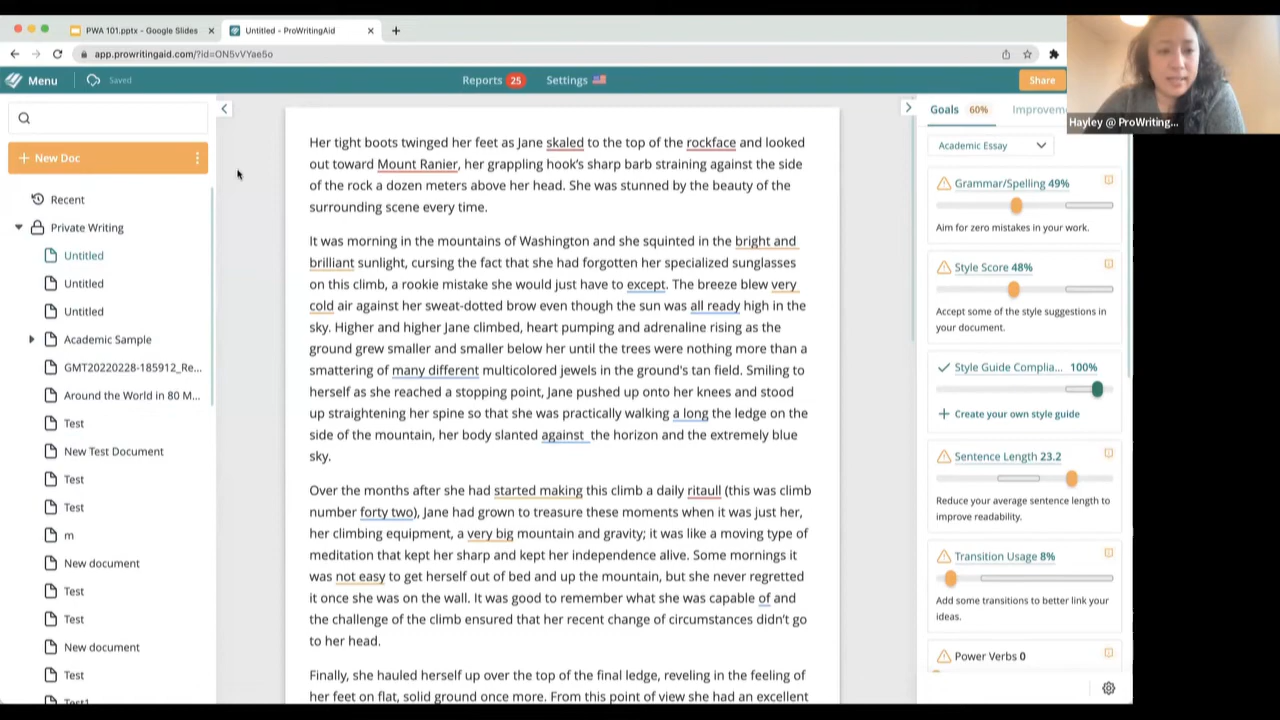 PWA 101.pptx - Google Slides
Untitled - ProWritingAid
app.prowritingaid.com/?id=ON5vVYae5o
Menu
Saved
Reports 25
Settings
Share
Hayley @ ProWriting...
New Doc
Recent
Private Writing
Untitled
Untitled
Untitled
Academic Sample
GMT20220228-185912_Re...
Around the World in 80 M...
Test
New Test Document
Test
Test
m
New document
Test
Test
New document
Test
Test1
Her tight boots twinged her feet as Jane skaled to the top of the rockface and looked
out toward Mount Ranier, her grappling hook's sharp barb straining against the side
of the rock a dozen meters above her head. She was stunned by the beauty of the
surrounding scene every time.
It was morning in the mountains of Washington and she squinted in the bright and
brilliant sunlight, cursing the fact that she had forgotten her specialized sunglasses
on this climb, a rookie mistake she would just have to except. The breeze blew very
cold air against her sweat-dotted brow even though the sun was all ready high in the
sky. Higher and higher Jane climbed, heart pumping and adrenaline rising as the
ground grew smaller and smaller below her until the trees were nothing more than a
smattering of many different multicolored jewels in the ground's tan field. Smiling to
herself as she reached a stopping point, Jane pushed up onto her knees and stood
up straightening her spine so that she was practically walking a long the ledge on the
side of the mountain, her body slanted against  the horizon and the extremely blue
sky.
Over the months after she had started making this climb a daily ritaull (this was climb
number forty two), Jane had grown to treasure these moments when it was just her,
her climbing equipment, a very big mountain and gravity; it was like a moving type of
meditation that kept her sharp and kept her independence alive. Some mornings it
was not easy to get herself out of bed and up the mountain, but she never regretted
it once she was on the wall. It was good to remember what she was capable of and
the challenge of the climb ensured that her recent change of circumstances didn't go
to her head.
Finally, she hauled herself up over the top of the final ledge, reveling in the feeling of
her feet on flat, solid ground once more. From this point of view she had an excellent
Goals 60%
Improvem
Academic Essay
Grammar/Spelling 49%
Aim for zero mistakes in your work.
Style Score 48%
Accept some of the style suggestions in
your document.
Style Guide Complia... 100%
Create your own style guide
Sentence Length 23.2
Reduce your average sentence length to
improve readability.
Transition Usage 8%
Add some transitions to better link your
ideas.
Power Verbs 0